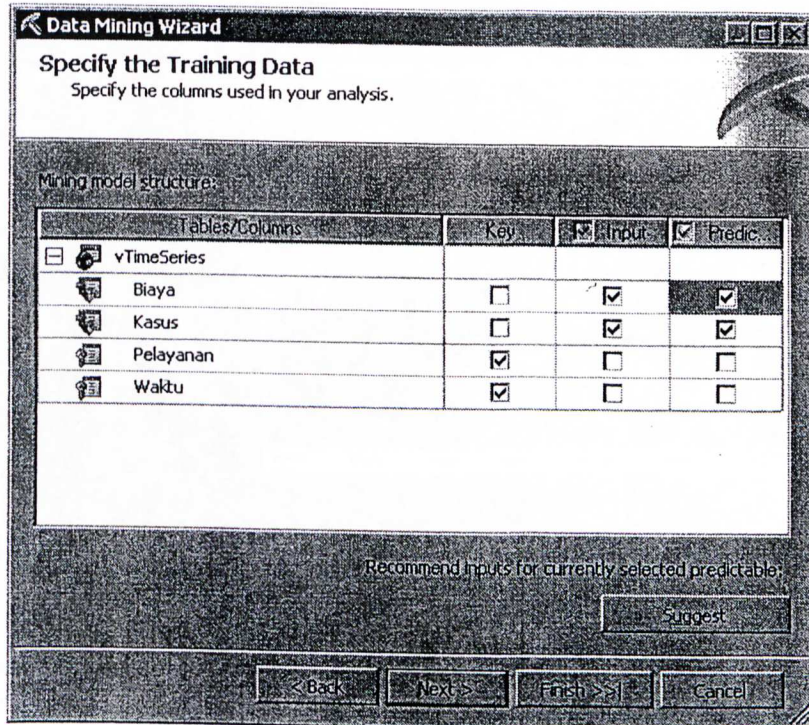 Data Mining Wizard
Specify the Training Data
Specify the columns used in your analysis.
Mining model structure:
Tables/Columns Key Input Predic...
vTimeSeries
Biaya
Kasus
Pelayanan
Waktu
Recommend inputs for currently selected predictable:
Suggest
< Back Next > Finish >>| Cancel